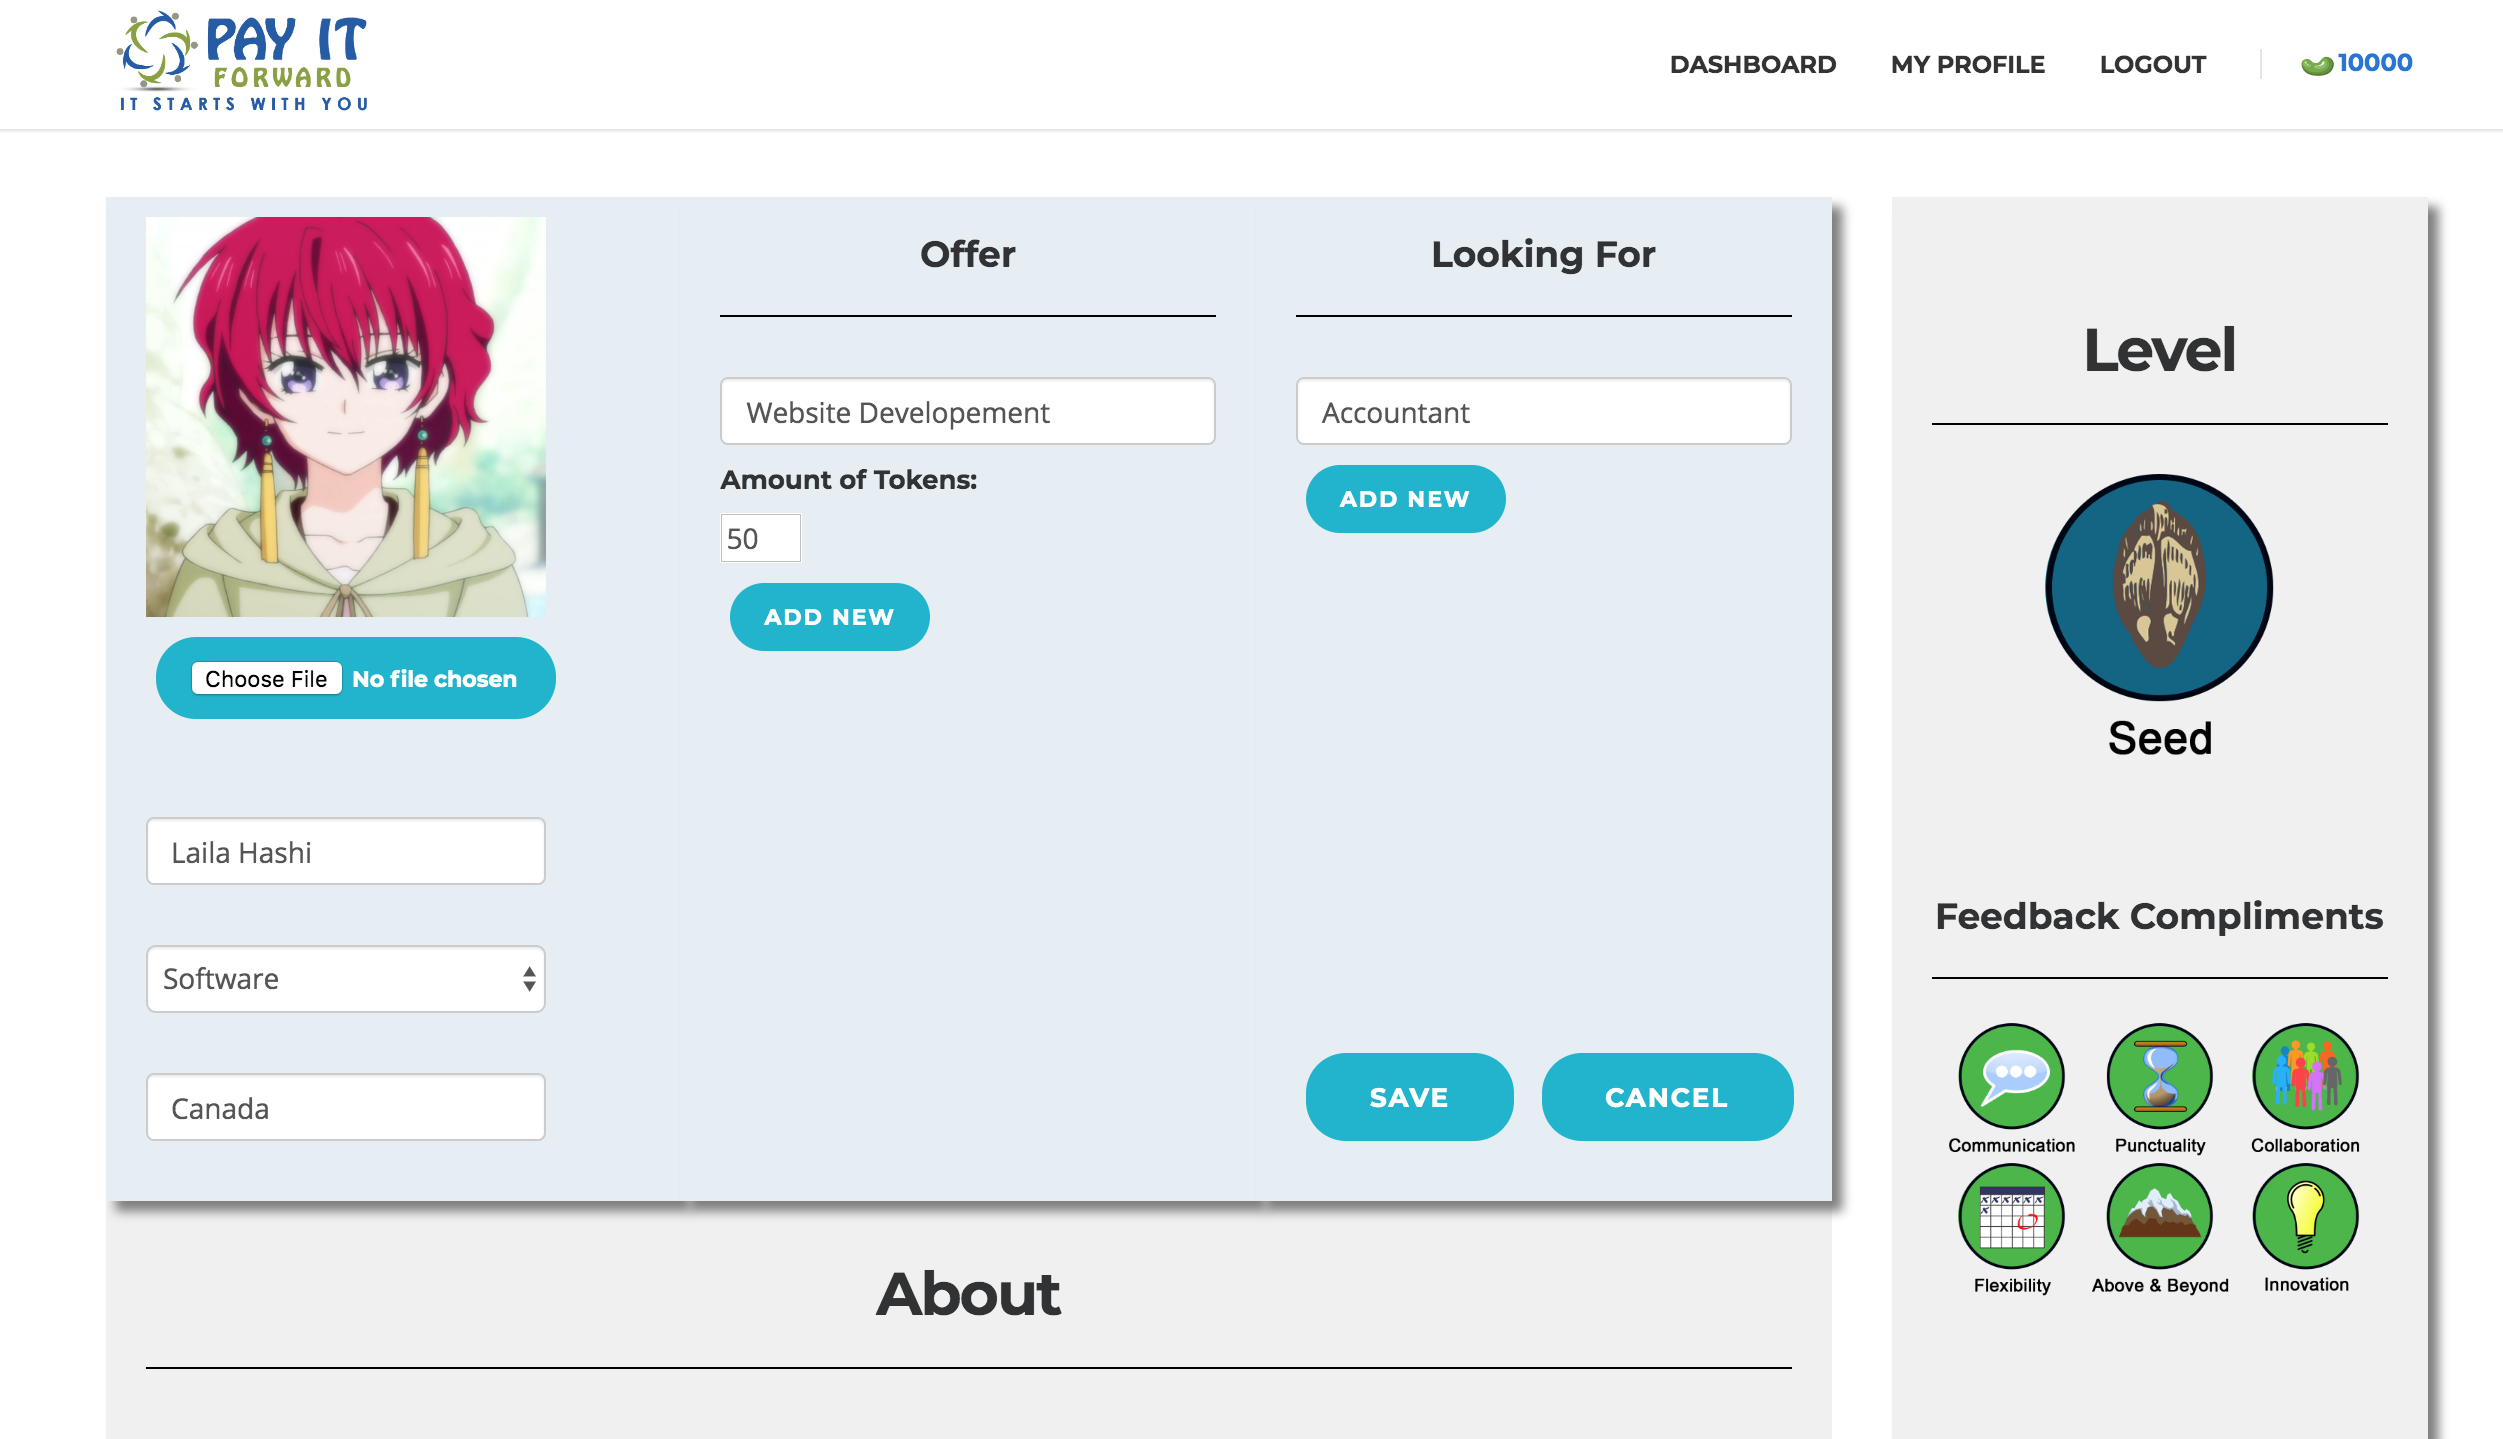 PAY IT
FORWARD
IT STARTS WITH YOU
DASHBOARD
MY PROFILE
LOGOUT
10000
Offer
Website Developement
Amount of Tokens:
50
ADD NEW
Looking For
Accountant
ADD NEW
Choose File No file chosen
Laila Hashi
Software
Canada
SAVE
CANCEL
About
Level
Seed
Feedback Compliments
Communication
Punctuality
Collaboration
Flexibility
Above & Beyond
Innovation